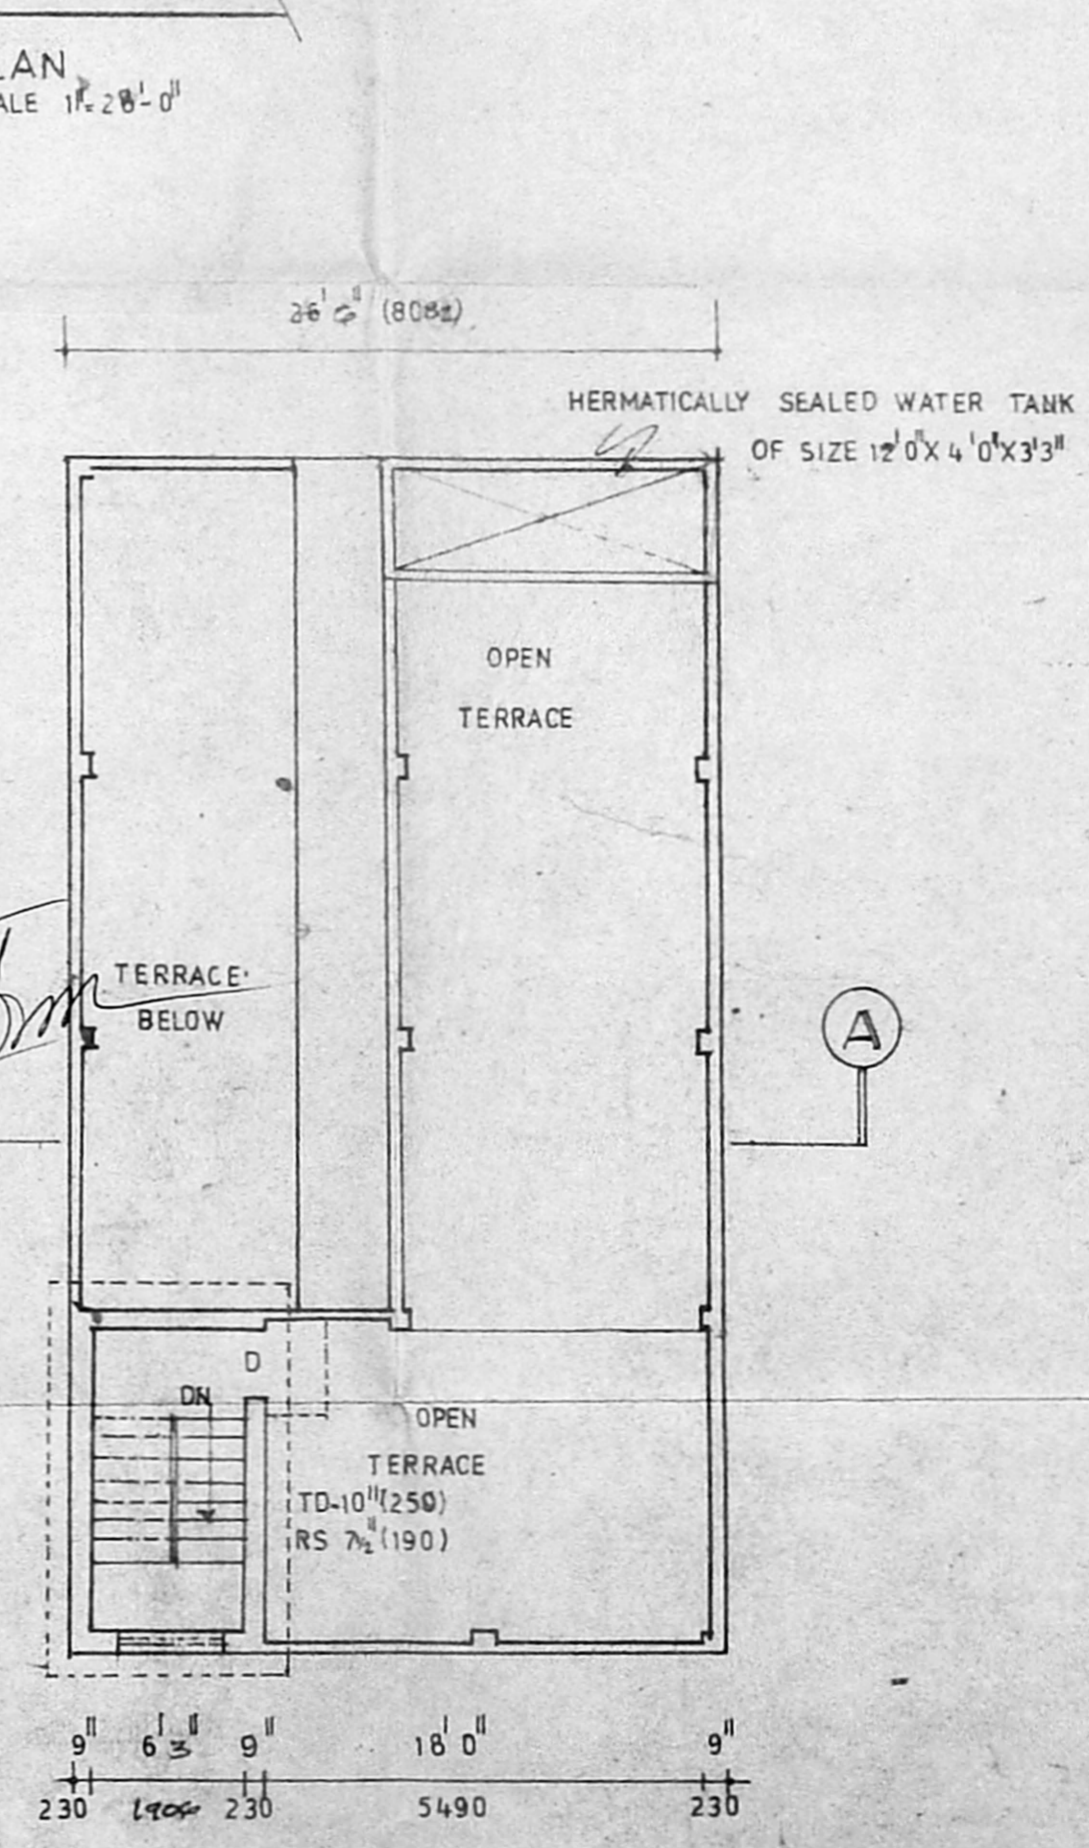 LAN
ALE 1"=28'-0"
26' 6" (8082)
HERMATICALLY SEALED WATER TANK
OF SIZE 12'0"X 4'0"X3'3"
OPEN
TERRACE
TERRACE
BELOW
A
D
DN
OPEN
TERRACE
TD-10"(250)
RS 7½"(190)
9" 6'3" 9" 18'0" 9"
230 1906 230 5490 230